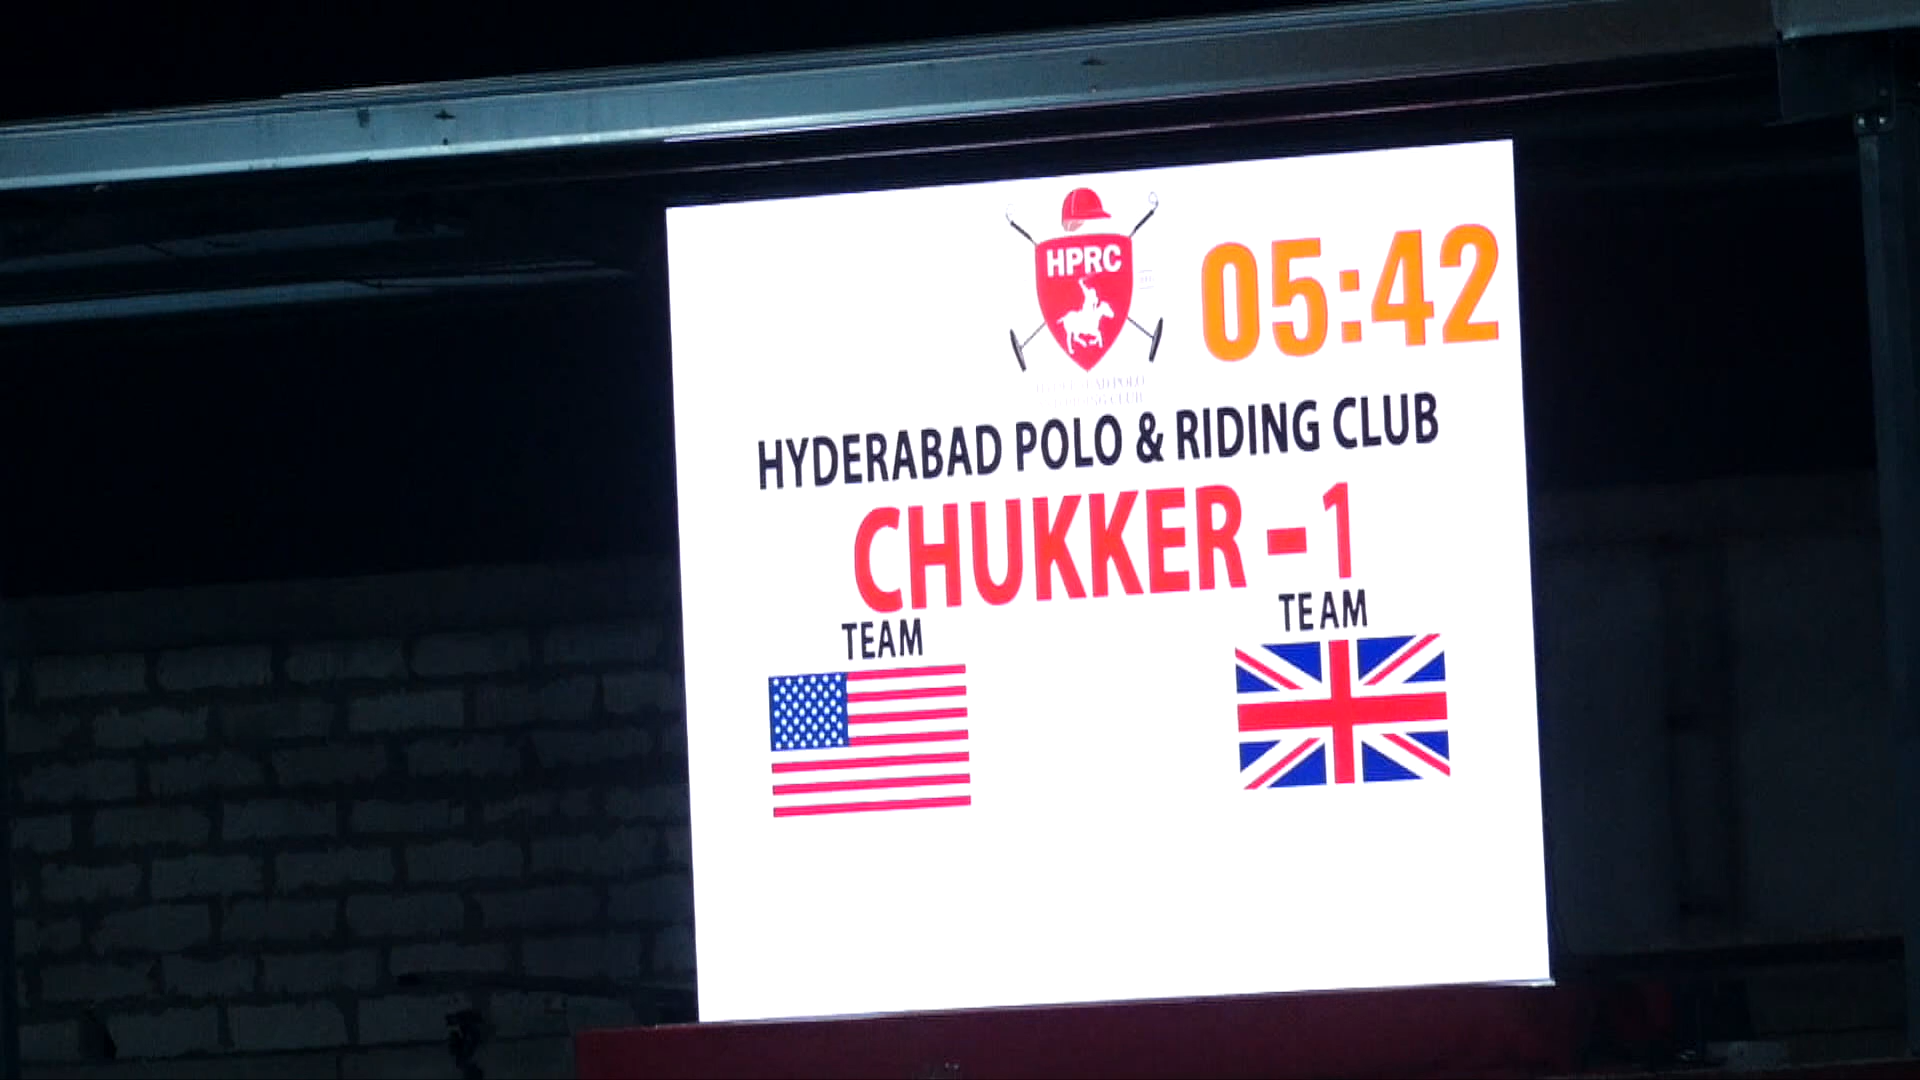 HPRC
05:42
HYDERABAD POLO & RIDING CLUB
CHUKKER - 1
TEAM
TEAM